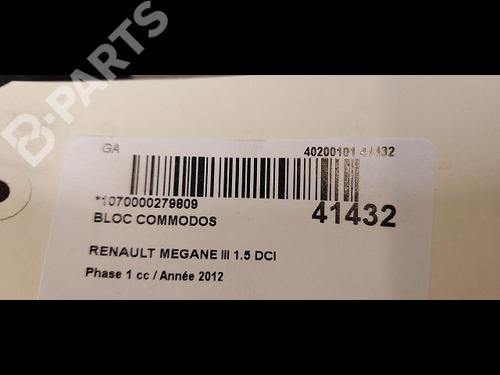 B-PARTS
GA
40200101 41432
*1070000279809
41432
BLOC COMMODOS
RENAULT MEGANE III 1.5 DCI
Phase 1 cc / Année 2012